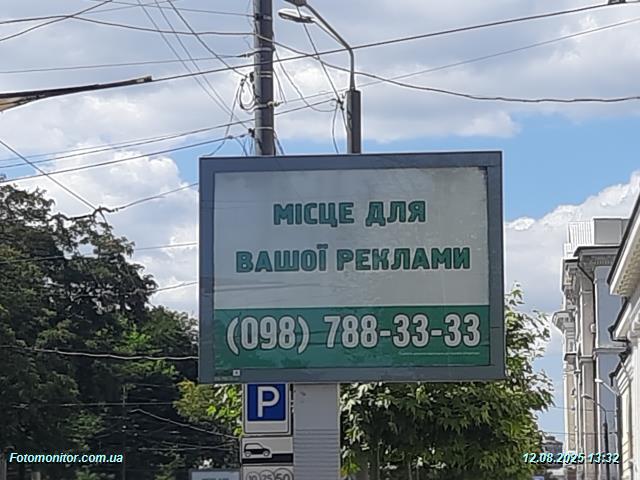 МІСЦЕ ДЛЯ
ВАШОЇ РЕКЛАМИ
(098) 788-33-33
P
Fotomonitor.com.ua
12.08.2025 13:32